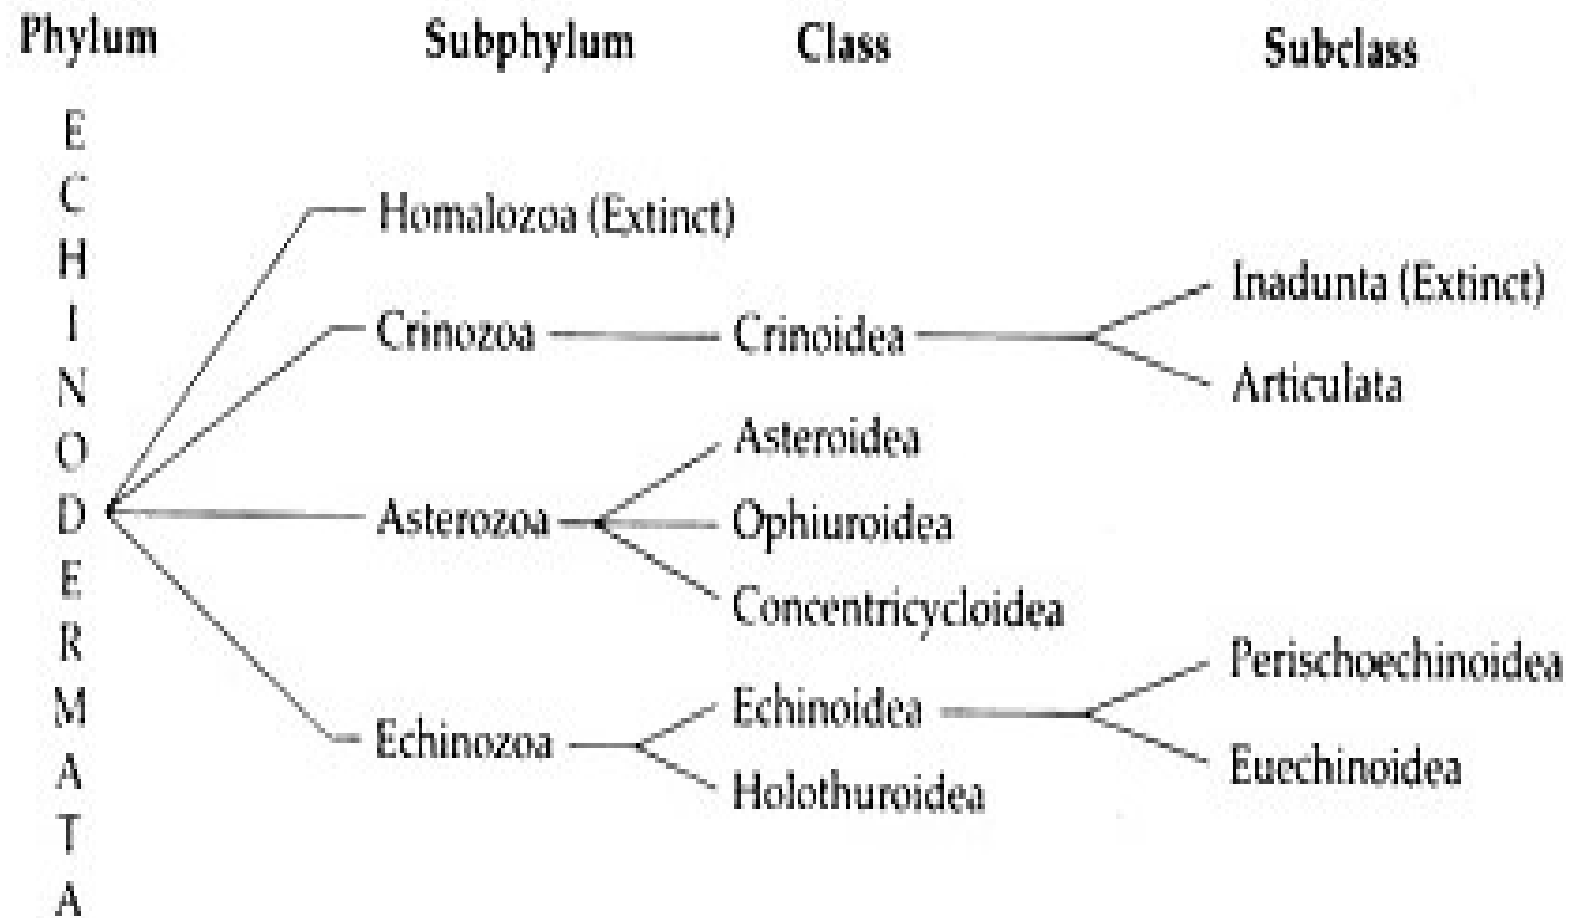 Phylum Subphylum Class Subclass
ECHINODERMATA
Homalozoa (Extinct)
Crinozoa Crinoidea
Inadunta (Extinct)
Articulata
Asterozoa
Asteroidea
Ophiuroidea
Concentricycloidea
Echinozoa
Echinoidea
Perischoechinoidea
Euechinoidea
Holothuroidea